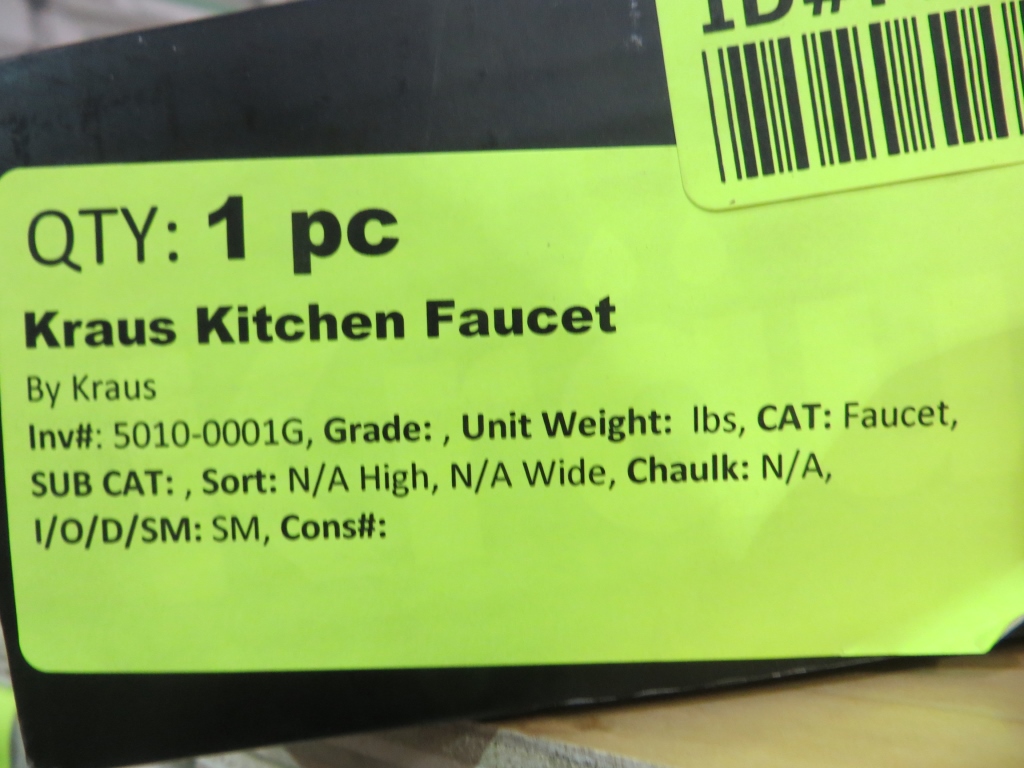 ID#
QTY: 1 pc
Kraus Kitchen Faucet
By Kraus
Inv#: 5010-0001G, Grade: , Unit Weight:  lbs, CAT: Faucet,
SUB CAT: , Sort: N/A High, N/A Wide, Chaulk: N/A,
I/O/D/SM: SM, Cons#: